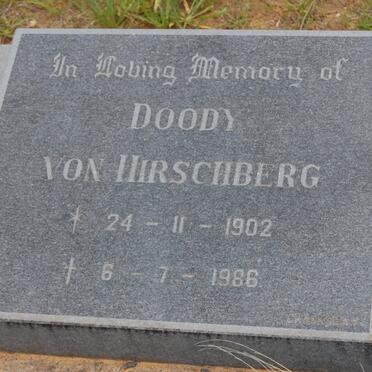 In Loving Memory of
DOODY
VON HIRSCHBERG
* 24 - 11 - 1902
† 6 - 7 - 1986